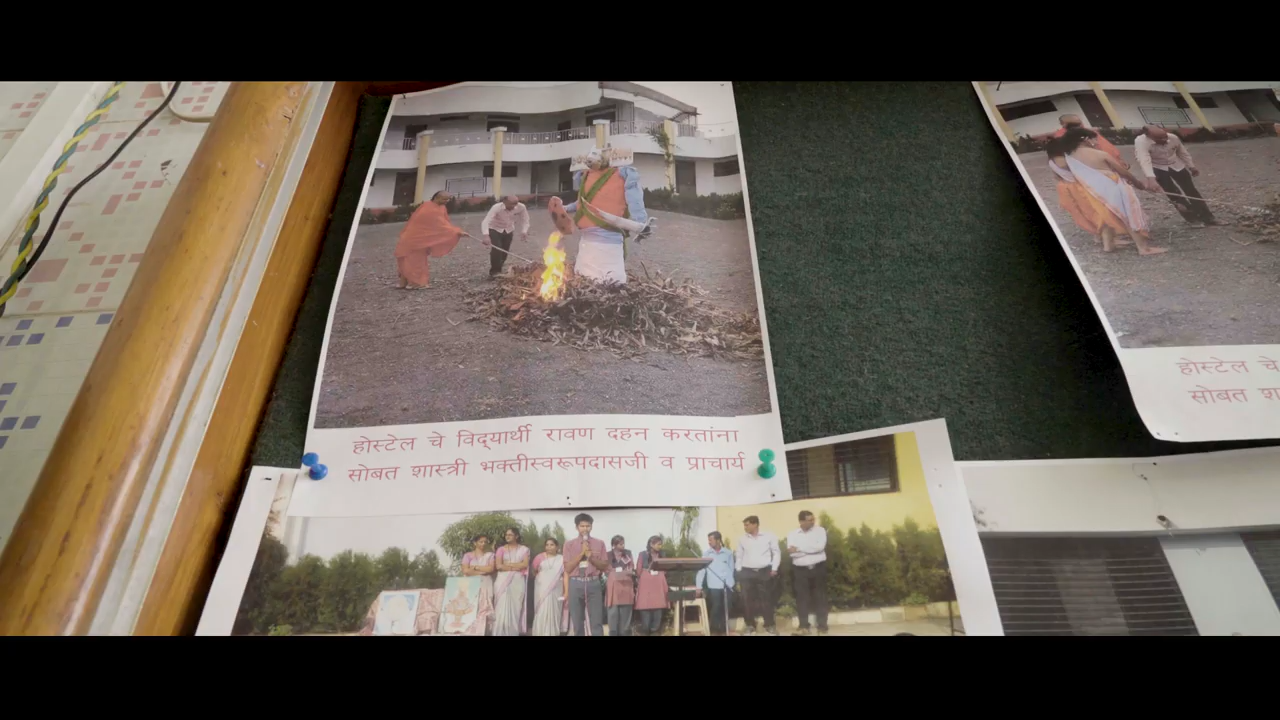 होस्टेल चे विद्यार्थी रावण दहन करतांना
सोबत शास्त्री भक्तीस्वरूपदासजी व प्राचार्य
होस्टेल चे
सोबत